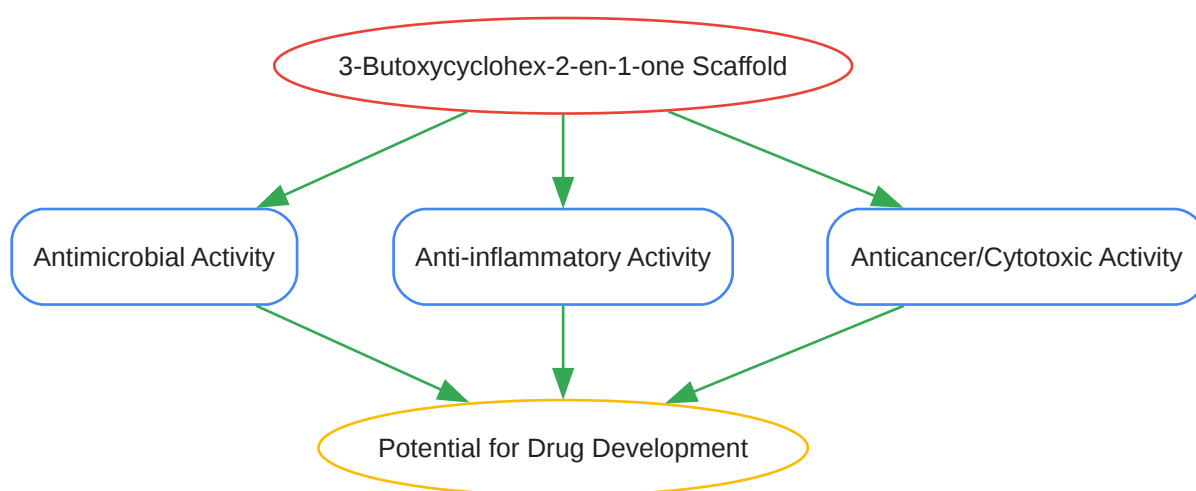 3-Butoxycyclohex-2-en-1-one Scaffold
Antimicrobial Activity
Anti-inflammatory Activity
Anticancer/Cytotoxic Activity
Potential for Drug Development